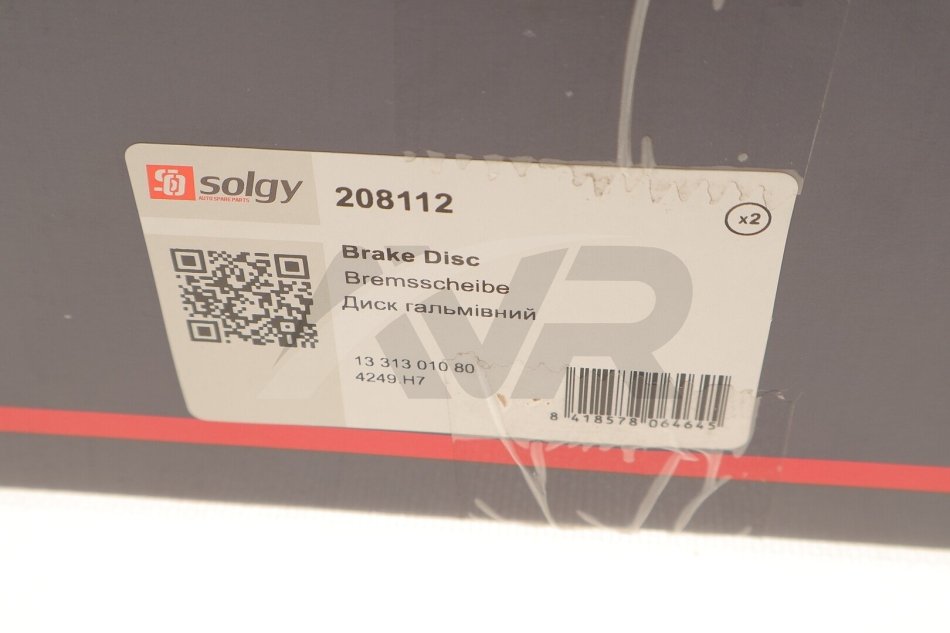 solgy
AUTO SPARE PARTS
208112
x2
Brake Disc
Bremsscheibe
Диск гальмівний
13 313 010 80
4249.H7
8 418578 064645
AVR